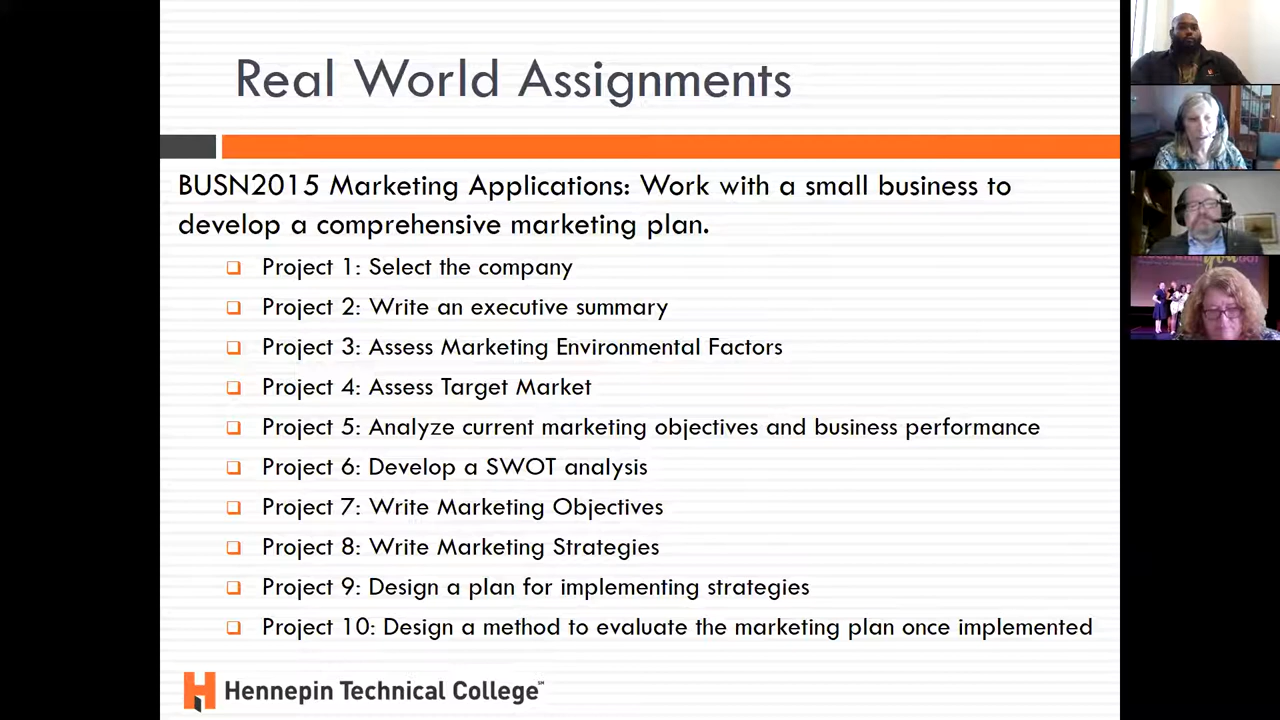 Real World Assignments
BUSN2015 Marketing Applications: Work with a small business to
develop a comprehensive marketing plan.
Project 1: Select the company
Project 2: Write an executive summary
Project 3: Assess Marketing Environmental Factors
Project 4: Assess Target Market
Project 5: Analyze current marketing objectives and business performance
Project 6: Develop a SWOT analysis
Project 7: Write Marketing Objectives
Project 8: Write Marketing Strategies
Project 9: Design a plan for implementing strategies
Project 10: Design a method to evaluate the marketing plan once implemented
Hennepin Technical College